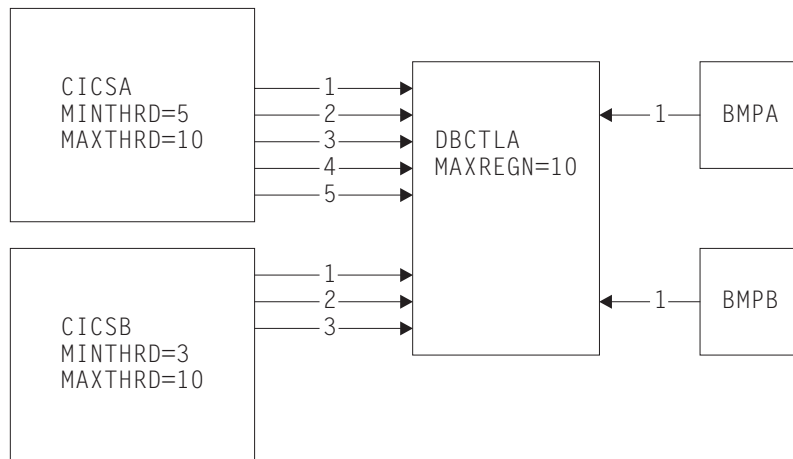 CICSA
MINTHRD=5
MAXTHRD=10
1
2
3
4
5
DBCTLA
MAXREGN=10
1
BMPA
CICSB
MINTHRD=3
MAXTHRD=10
1
2
3
1
BMPB